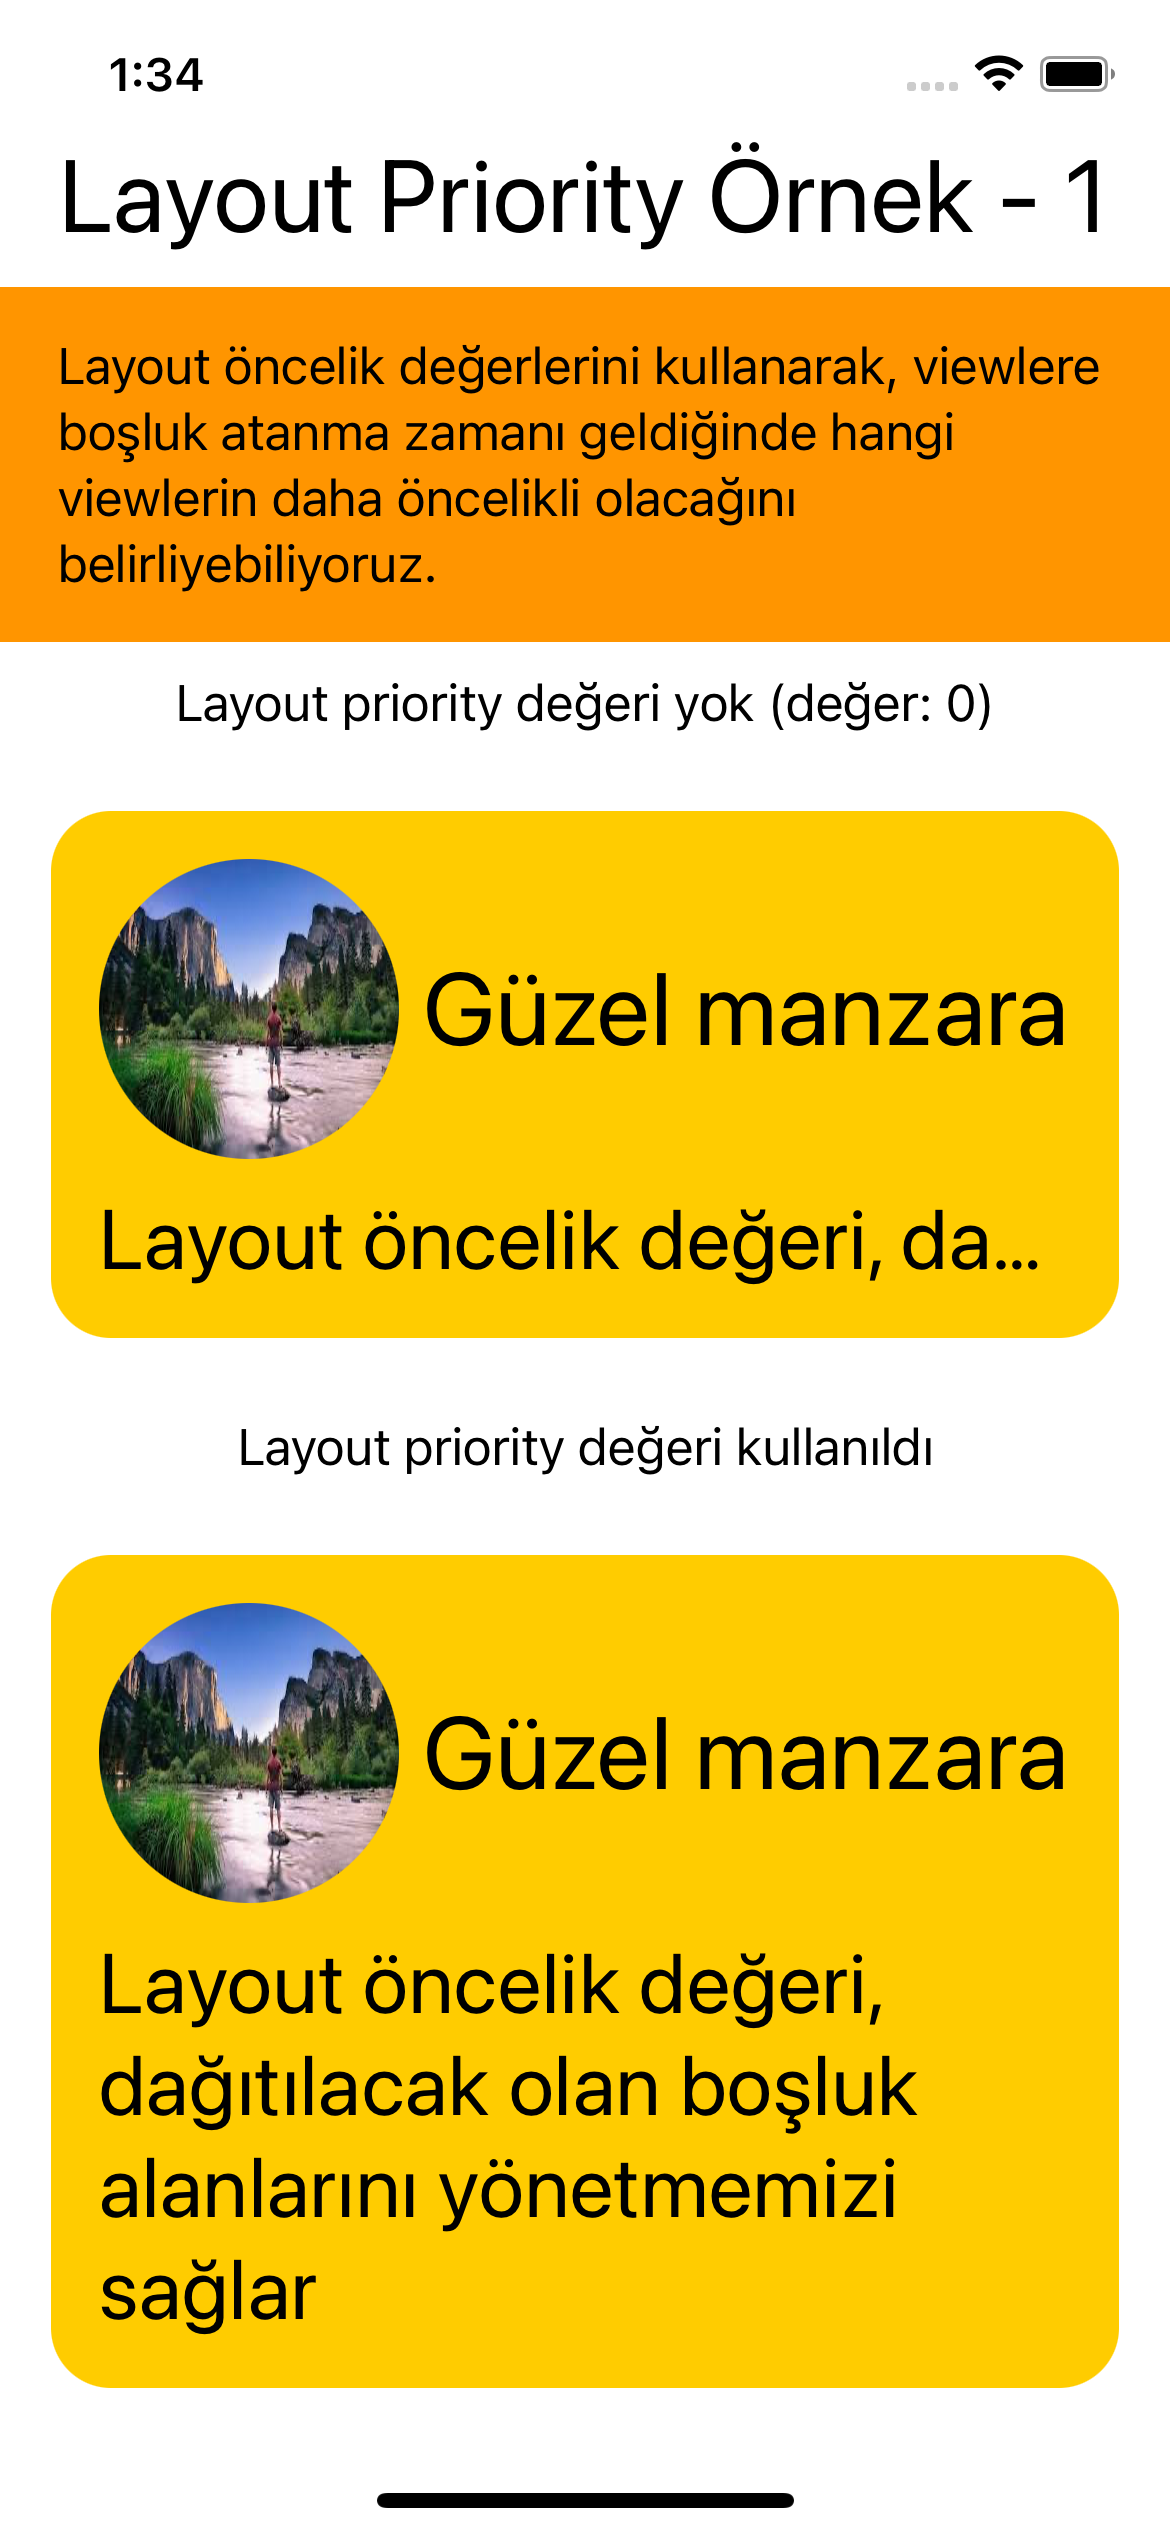 1:34
Layout Priority Örnek - 1
Layout öncelik değerlerini kullanarak, viewlere
boşluk atanma zamanı geldiğinde hangi
viewlerin daha öncelikli olacağını
belirliyebiliyoruz.
Layout priority değeri yok (değer: 0)
Güzel manzara
Layout öncelik değeri, da...
Layout priority değeri kullanıldı
Güzel manzara
Layout öncelik değeri,
dağıtılacak olan boşluk
alanlarını yönetmemizi
sağlar